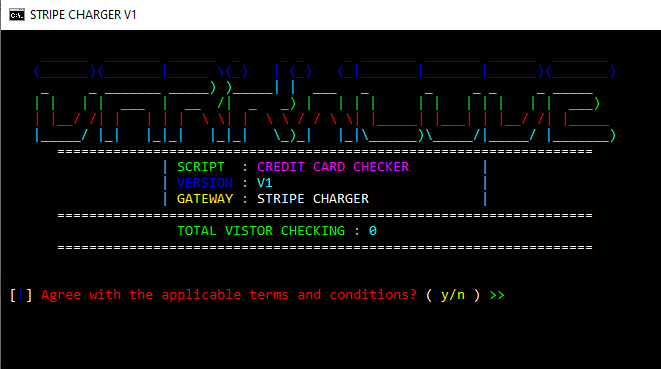 STRIPE CHARGER V1
DARKSIDE
SCRIPT : CREDIT CARD CHECKER
VERSION : V1
GATEWAY : STRIPE CHARGER
TOTAL VISTOR CHECKING : 0
[!] Agree with the applicable terms and conditions? ( y/n ) >>